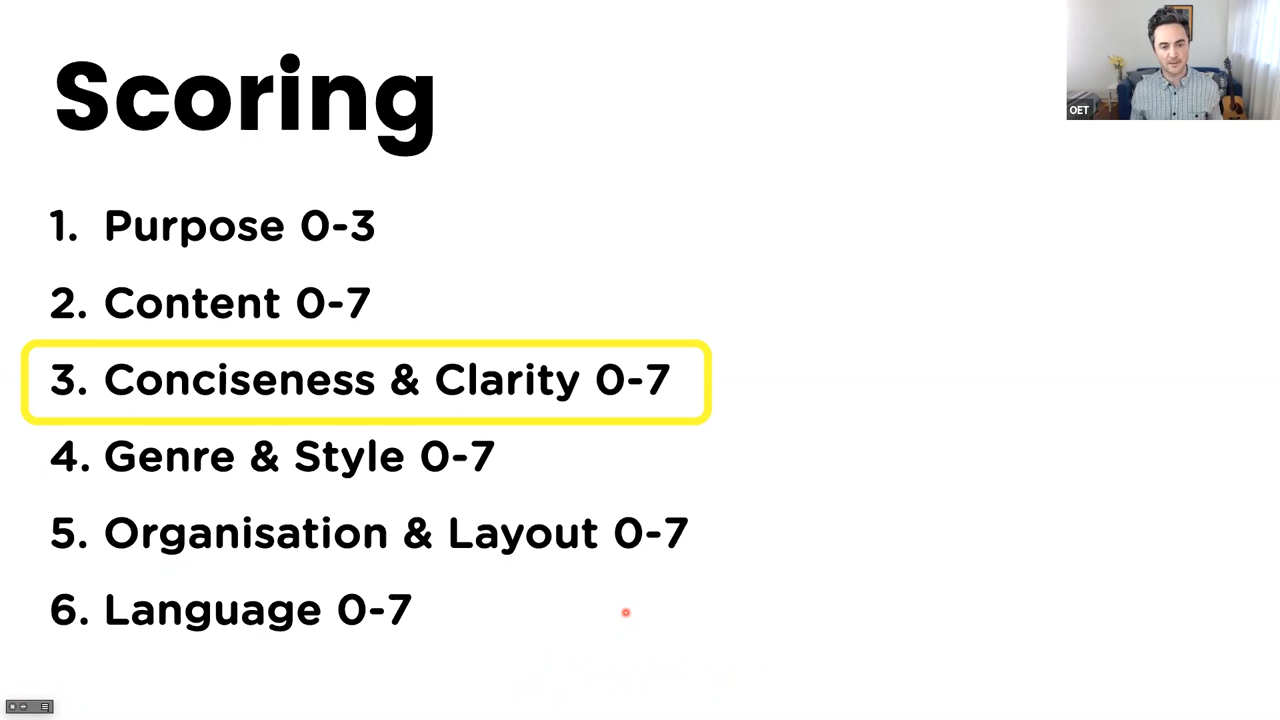 Scoring
OET
1. Purpose 0-3
2. Content 0-7
3. Conciseness & Clarity 0-7
4. Genre & Style 0-7
5. Organisation & Layout 0-7
6. Language 0-7